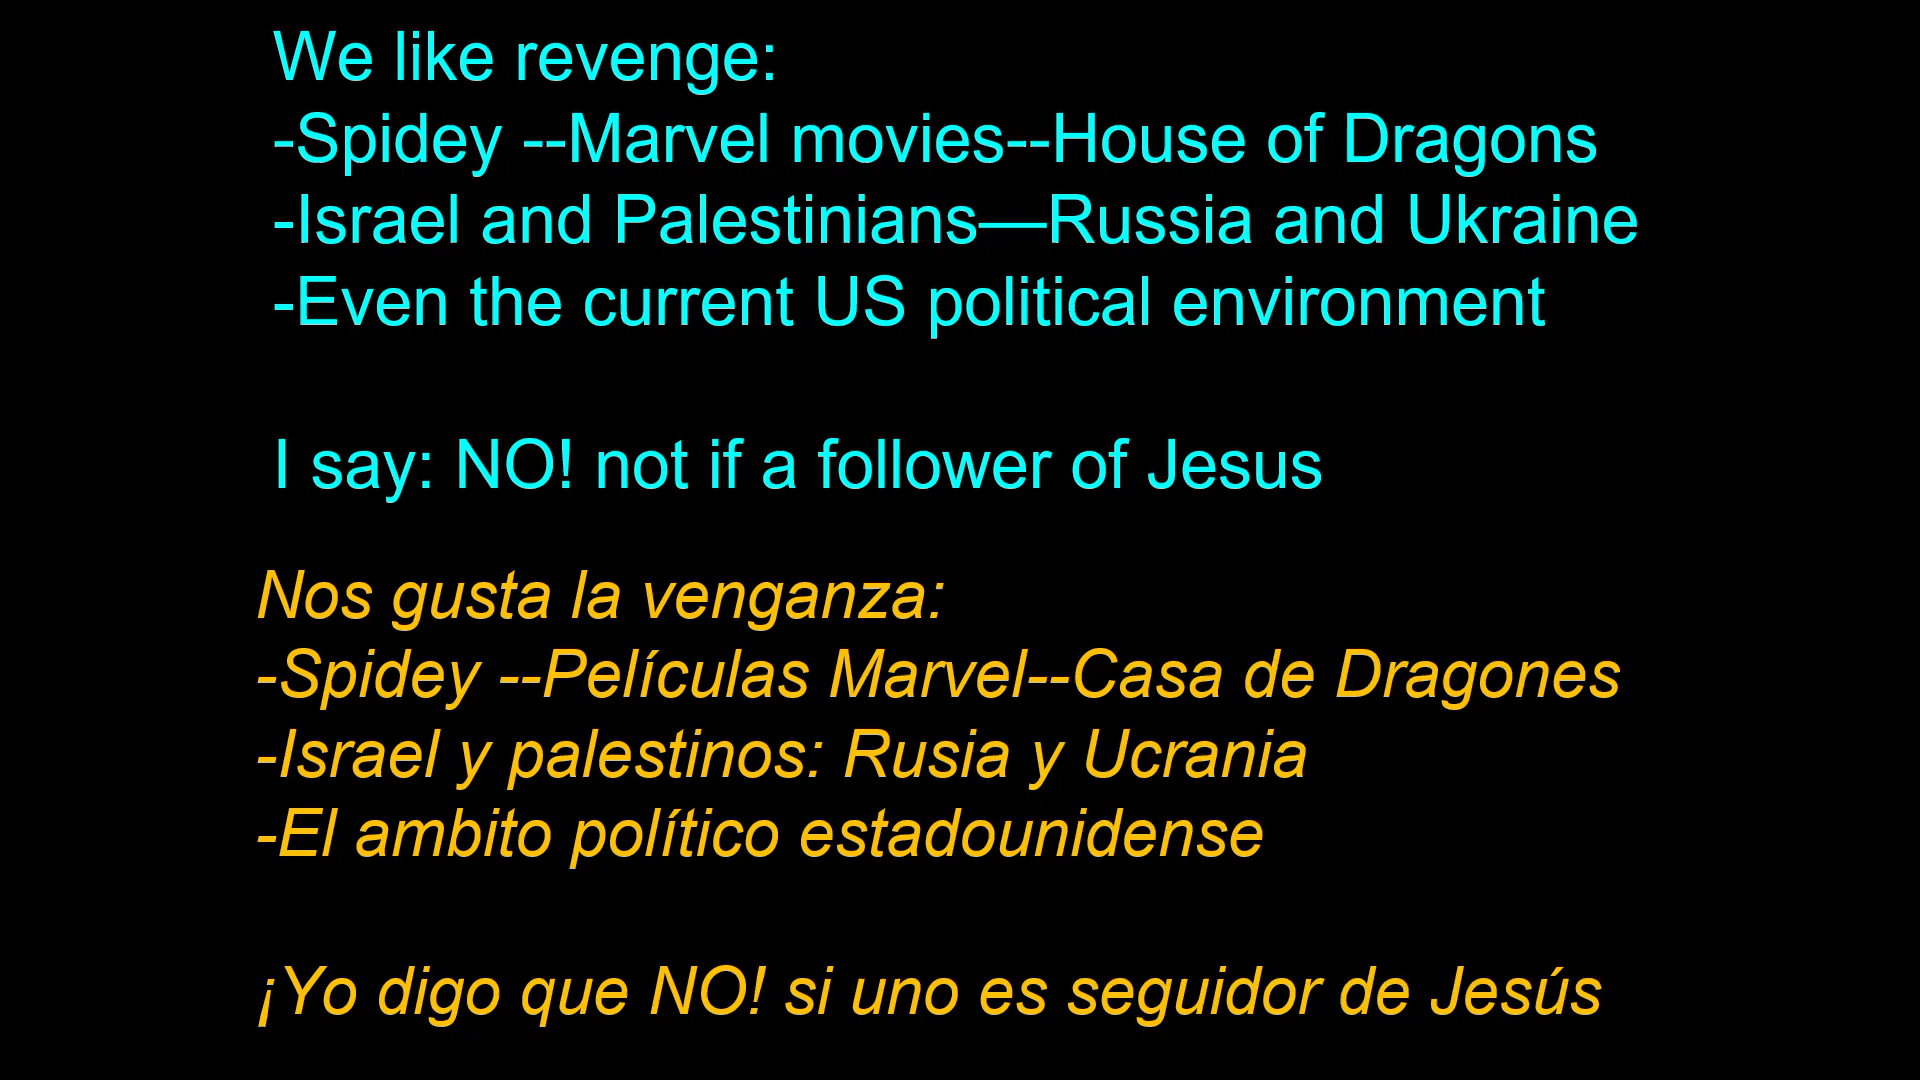 We like revenge:
-Spidey --Marvel movies--House of Dragons
-Israel and Palestinians—Russia and Ukraine
-Even the current US political environment
I say: NO! not if a follower of Jesus
Nos gusta la venganza:
-Spidey --Películas Marvel--Casa de Dragones
-Israel y palestinos: Rusia y Ucrania
-El ambito político estadounidense
¡Yo digo que NO! si uno es seguidor de Jesús